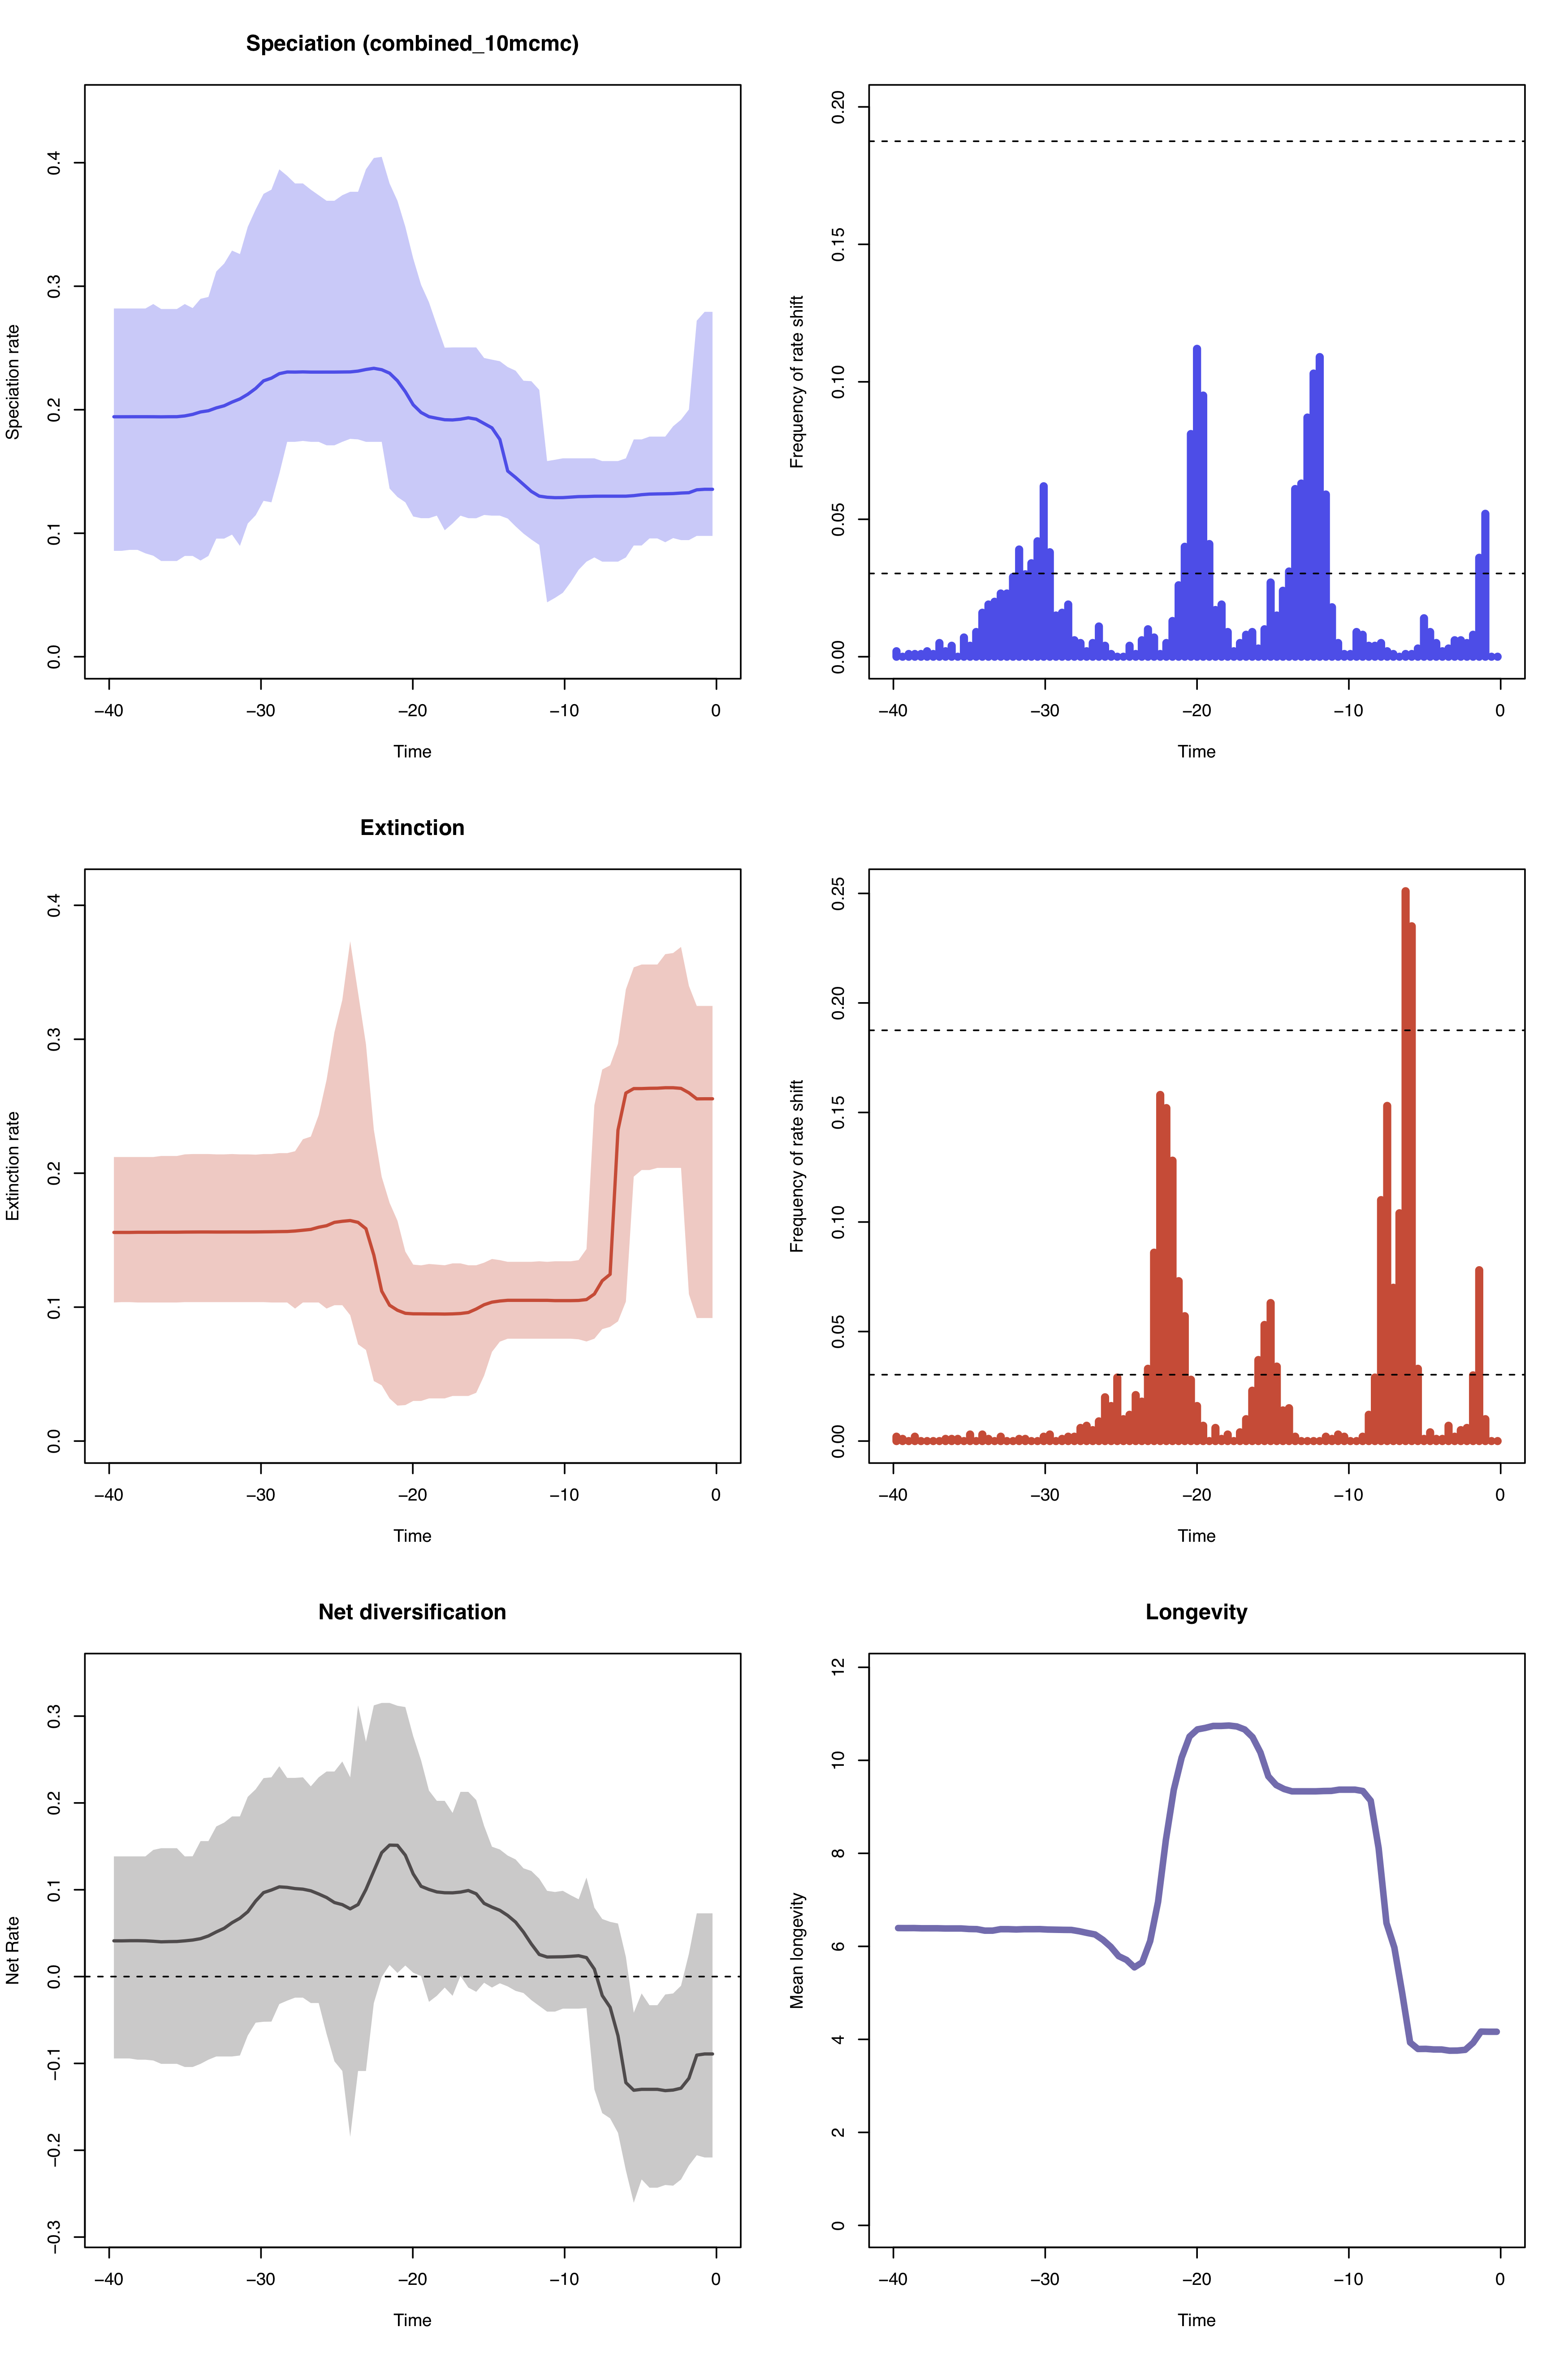 Speciation (combined_10mcmc)
Speciation rate
0.4
0.3
0.2
0.1
0.0
−40 −30 −20 −10 0
Time
Frequency of rate shift
0.20
0.15
0.10
0.05
0.00
−40 −30 −20 −10 0
Time
Extinction
Extinction rate
0.4
0.3
0.2
0.1
0.0
−40 −30 −20 −10 0
Time
Frequency of rate shift
0.25
0.20
0.15
0.10
0.05
0.00
−40 −30 −20 −10 0
Time
Net diversification
Net Rate
0.3
0.2
0.1
0.0
−0.1
−0.2
−0.3
−40 −30 −20 −10 0
Time
Longevity
Mean longevity
12
10
8
6
4
2
0
−40 −30 −20 −10 0
Time